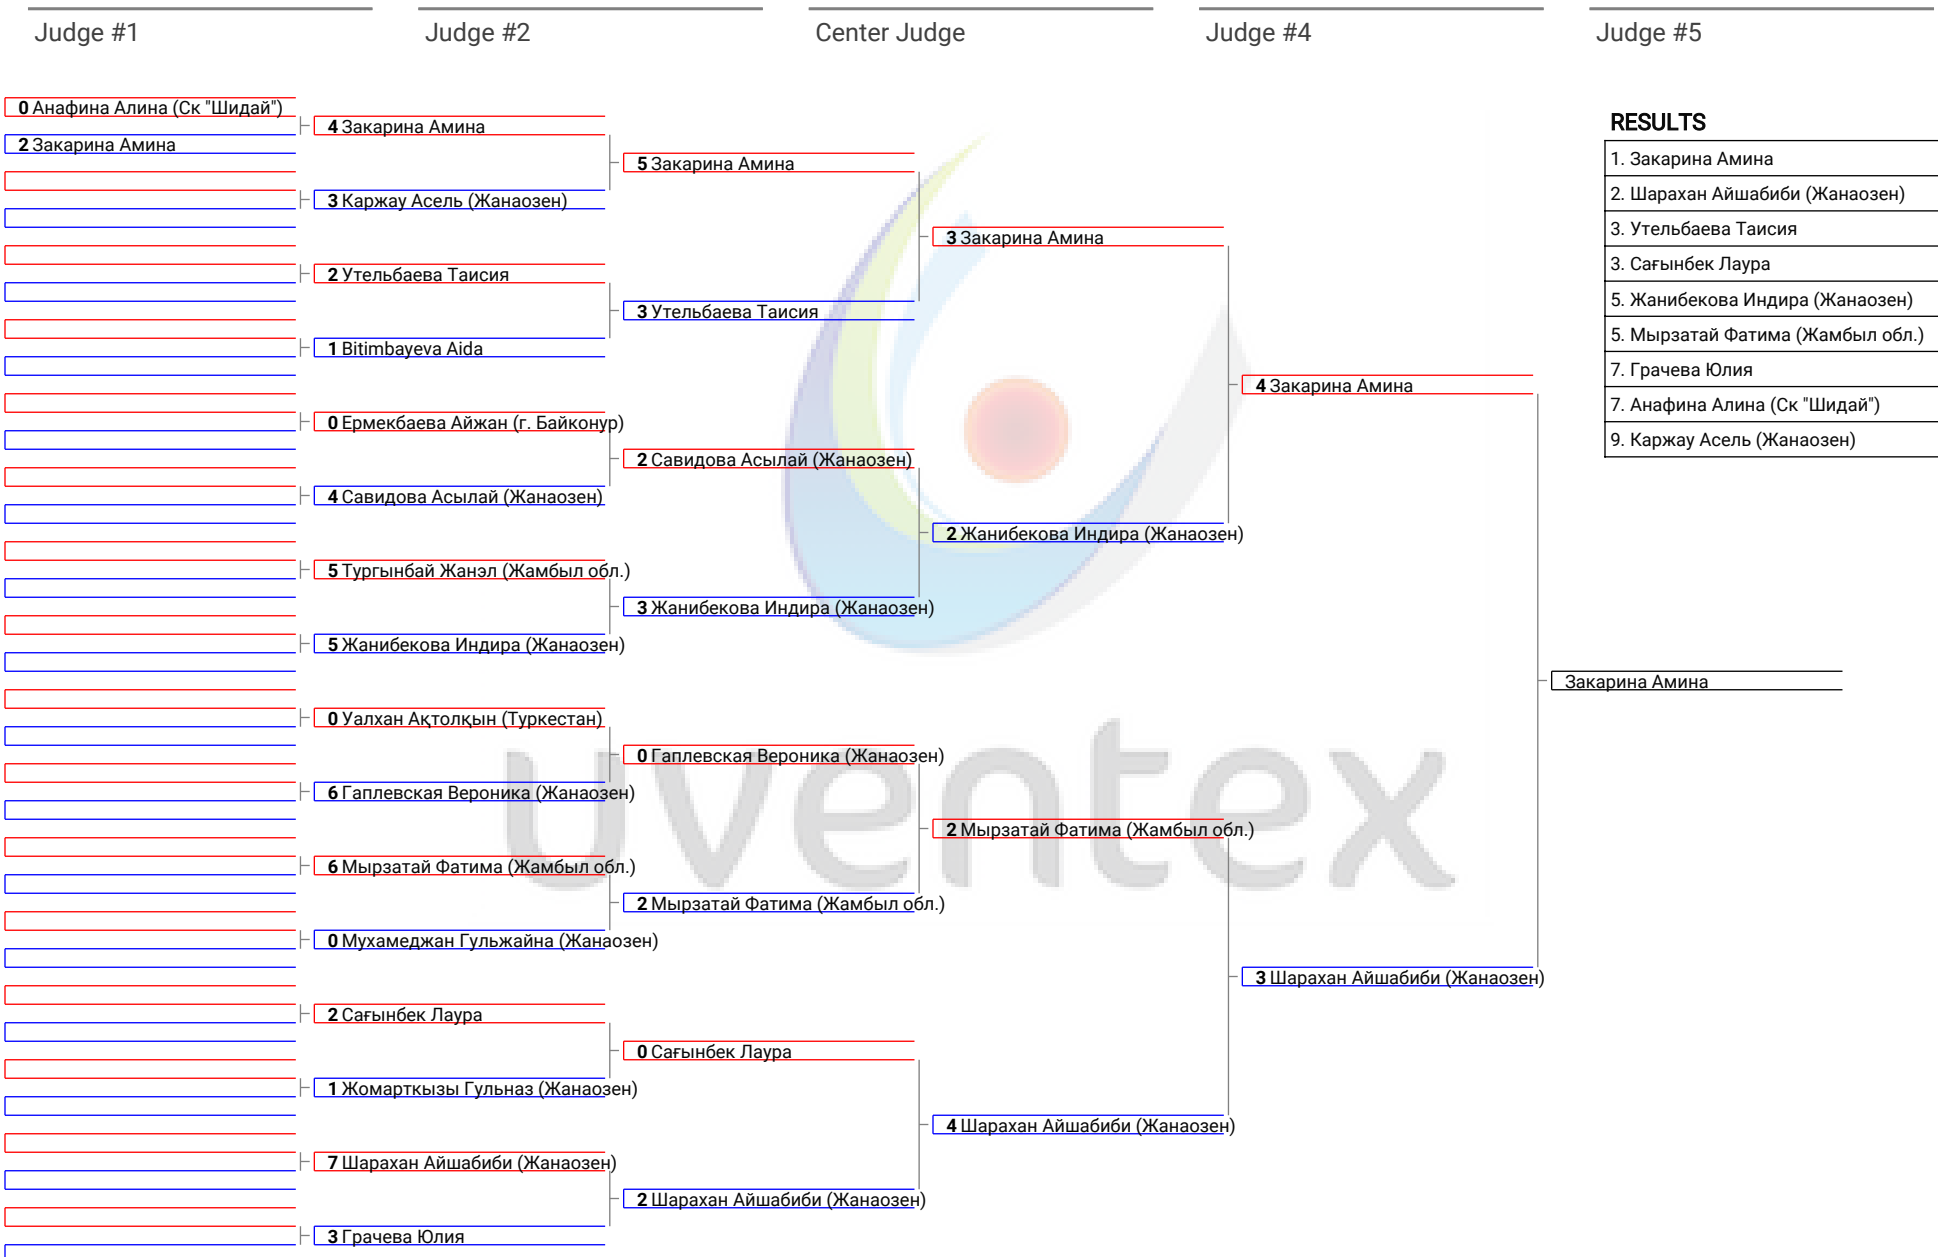 Judge #1
Judge #2
Center Judge
Judge #4
Judge #5
0 Анафина Алина (Ск "Шидай")
2 Закарина Амина
4 Закарина Амина
3 Каржау Асель (Жанаозен)
2 Утельбаева Таисия
1 Bitimbayeva Aida
0 Ермекбаева Айжан (г. Байконур)
4 Савидова Асылай (Жанаозен)
5 Тургынбай Жанэл (Жамбыл обл.)
5 Жанибекова Индира (Жанаозен)
0 Уалхан Ақтолқын (Туркестан)
6 Гаплевская Вероника (Жанаозен)
6 Мырзатай Фатима (Жамбыл обл.)
0 Мухамеджан Гульжайна (Жанаозен)
2 Сағынбек Лаура
1 Жомарткызы Гульназ (Жанаозен)
7 Шарахан Айшабиби (Жанаозен)
3 Грачева Юлия
5 Закарина Амина
3 Утельбаева Таисия
2 Савидова Асылай (Жанаозен)
3 Жанибекова Индира (Жанаозен)
0 Гаплевская Вероника (Жанаозен)
2 Мырзатай Фатима (Жамбыл обл.)
0 Сағынбек Лаура
2 Шарахан Айшабиби (Жанаозен)
3 Закарина Амина
2 Жанибекова Индира (Жанаозен)
2 Мырзатай Фатима (Жамбыл обл.)
4 Шарахан Айшабиби (Жанаозен)
4 Закарина Амина
3 Шарахан Айшабиби (Жанаозен)
Закарина Амина
RESULTS
1. Закарина Амина
2. Шарахан Айшабиби (Жанаозен)
3. Утельбаева Таисия
3. Сағынбек Лаура
5. Жанибекова Индира (Жанаозен)
5. Мырзатай Фатима (Жамбыл обл.)
7. Грачева Юлия
7. Анафина Алина (Ск "Шидай")
9. Каржау Асель (Жанаозен)
uventex